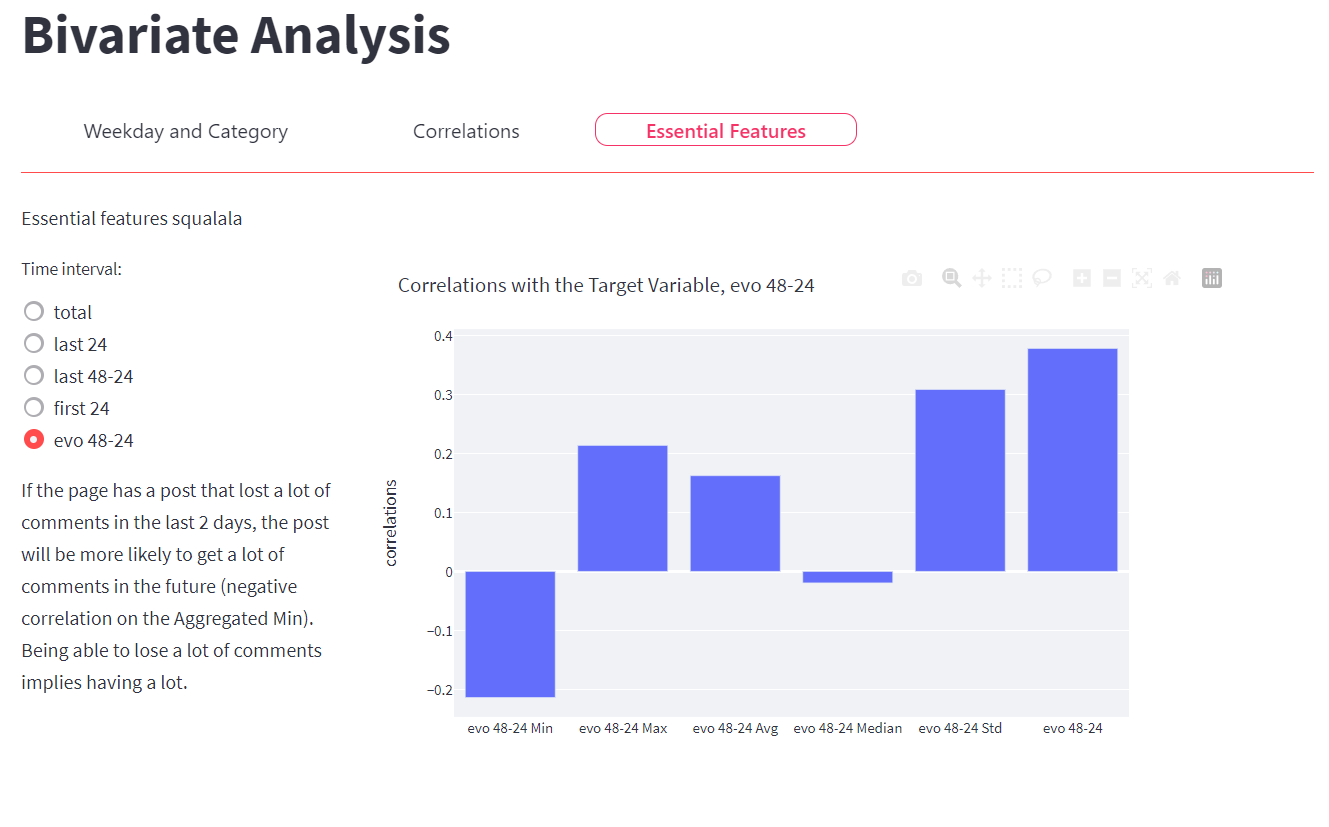 Bivariate Analysis
Weekday and Category
Correlations
Essential Features
Essential features squalala
Time interval:
total
last 24
last 48-24
first 24
evo 48-24
If the page has a post that lost a lot of
comments in the last 2 days, the post
will be more likely to get a lot of
comments in the future (negative
correlation on the Aggregated Min).
Being able to lose a lot of comments
implies having a lot.
Correlations with the Target Variable, evo 48-24
correlations
0.4
0.3
0.2
0.1
0
−0.1
−0.2
evo 48-24 Min
evo 48-24 Max
evo 48-24 Avg
evo 48-24 Median
evo 48-24 Std
evo 48-24